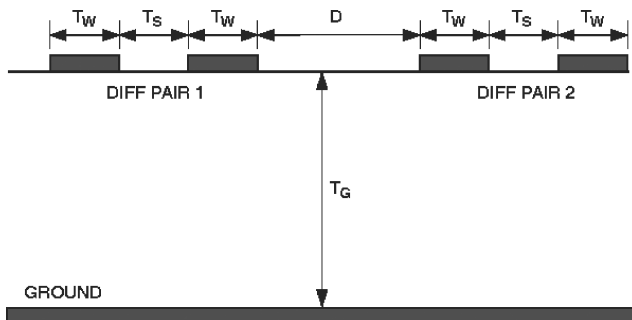 TW TS TW D TW TS TW
DIFF PAIR 1 DIFF PAIR 2
TG
GROUND